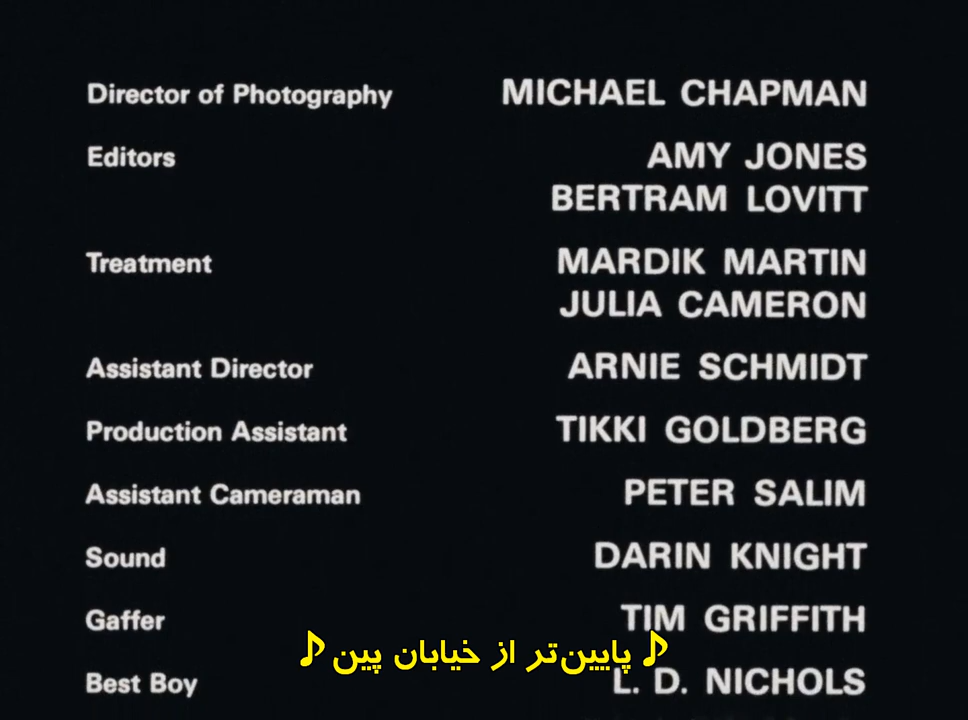 Director of Photography MICHAEL CHAPMAN
Editors AMY JONES
BERTRAM LOVITT
Treatment MARDIK MARTIN
JULIA CAMERON
Assistant Director ARNIE SCHMIDT
Production Assistant TIKKI GOLDBERG
Assistant Cameraman PETER SALIM
Sound DARIN KNIGHT
Gaffer TIM GRIFFITH
♪ پایین‌تر از خیابان پین ♪
Best Boy L. D. NICHOLS